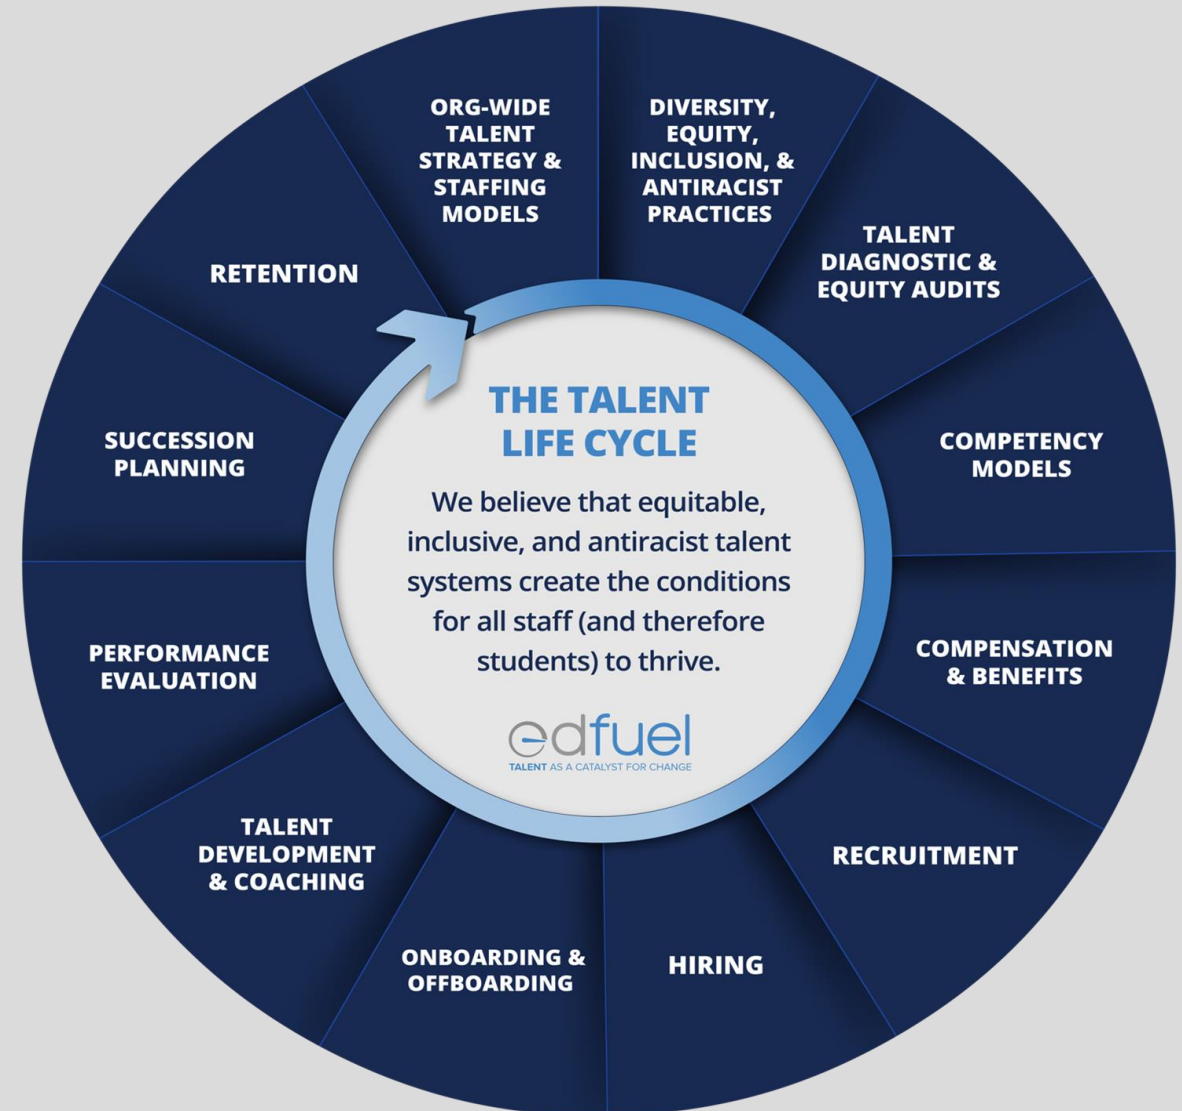 ORG-WIDE
TALENT
STRATEGY &
STAFFING
MODELS
DIVERSITY,
EQUITY,
INCLUSION, &
ANTIRACIST
PRACTICES
TALENT
DIAGNOSTIC &
EQUITY AUDITS
COMPETENCY
MODELS
COMPENSATION
& BENEFITS
RECRUITMENT
HIRING
ONBOARDING &
OFFBOARDING
TALENT
DEVELOPMENT
& COACHING
PERFORMANCE
EVALUATION
SUCCESSION
PLANNING
RETENTION
THE TALENT
LIFE CYCLE
We believe that equitable,
inclusive, and antiracist talent
systems create the conditions
for all staff (and therefore
students) to thrive.
edfuel
TALENT AS A CATALYST FOR CHANGE